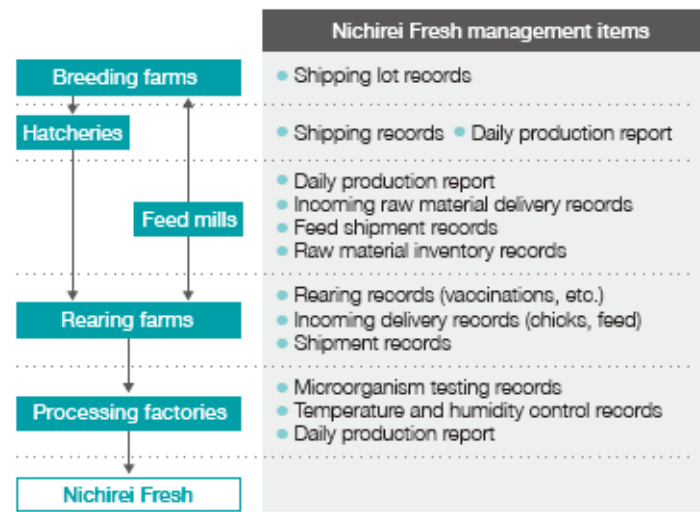 Nichirei Fresh management items
Breeding farms
• Shipping lot records
Hatcheries
• Shipping records • Daily production report
Feed mills
• Daily production report
• Incoming raw material delivery records
• Feed shipment records
• Raw material inventory records
Rearing farms
• Rearing records (vaccinations, etc.)
• Incoming delivery records (chicks, feed)
• Shipment records
Processing factories
• Microorganism testing records
• Temperature and humidity control records
• Daily production report
Nichirei Fresh